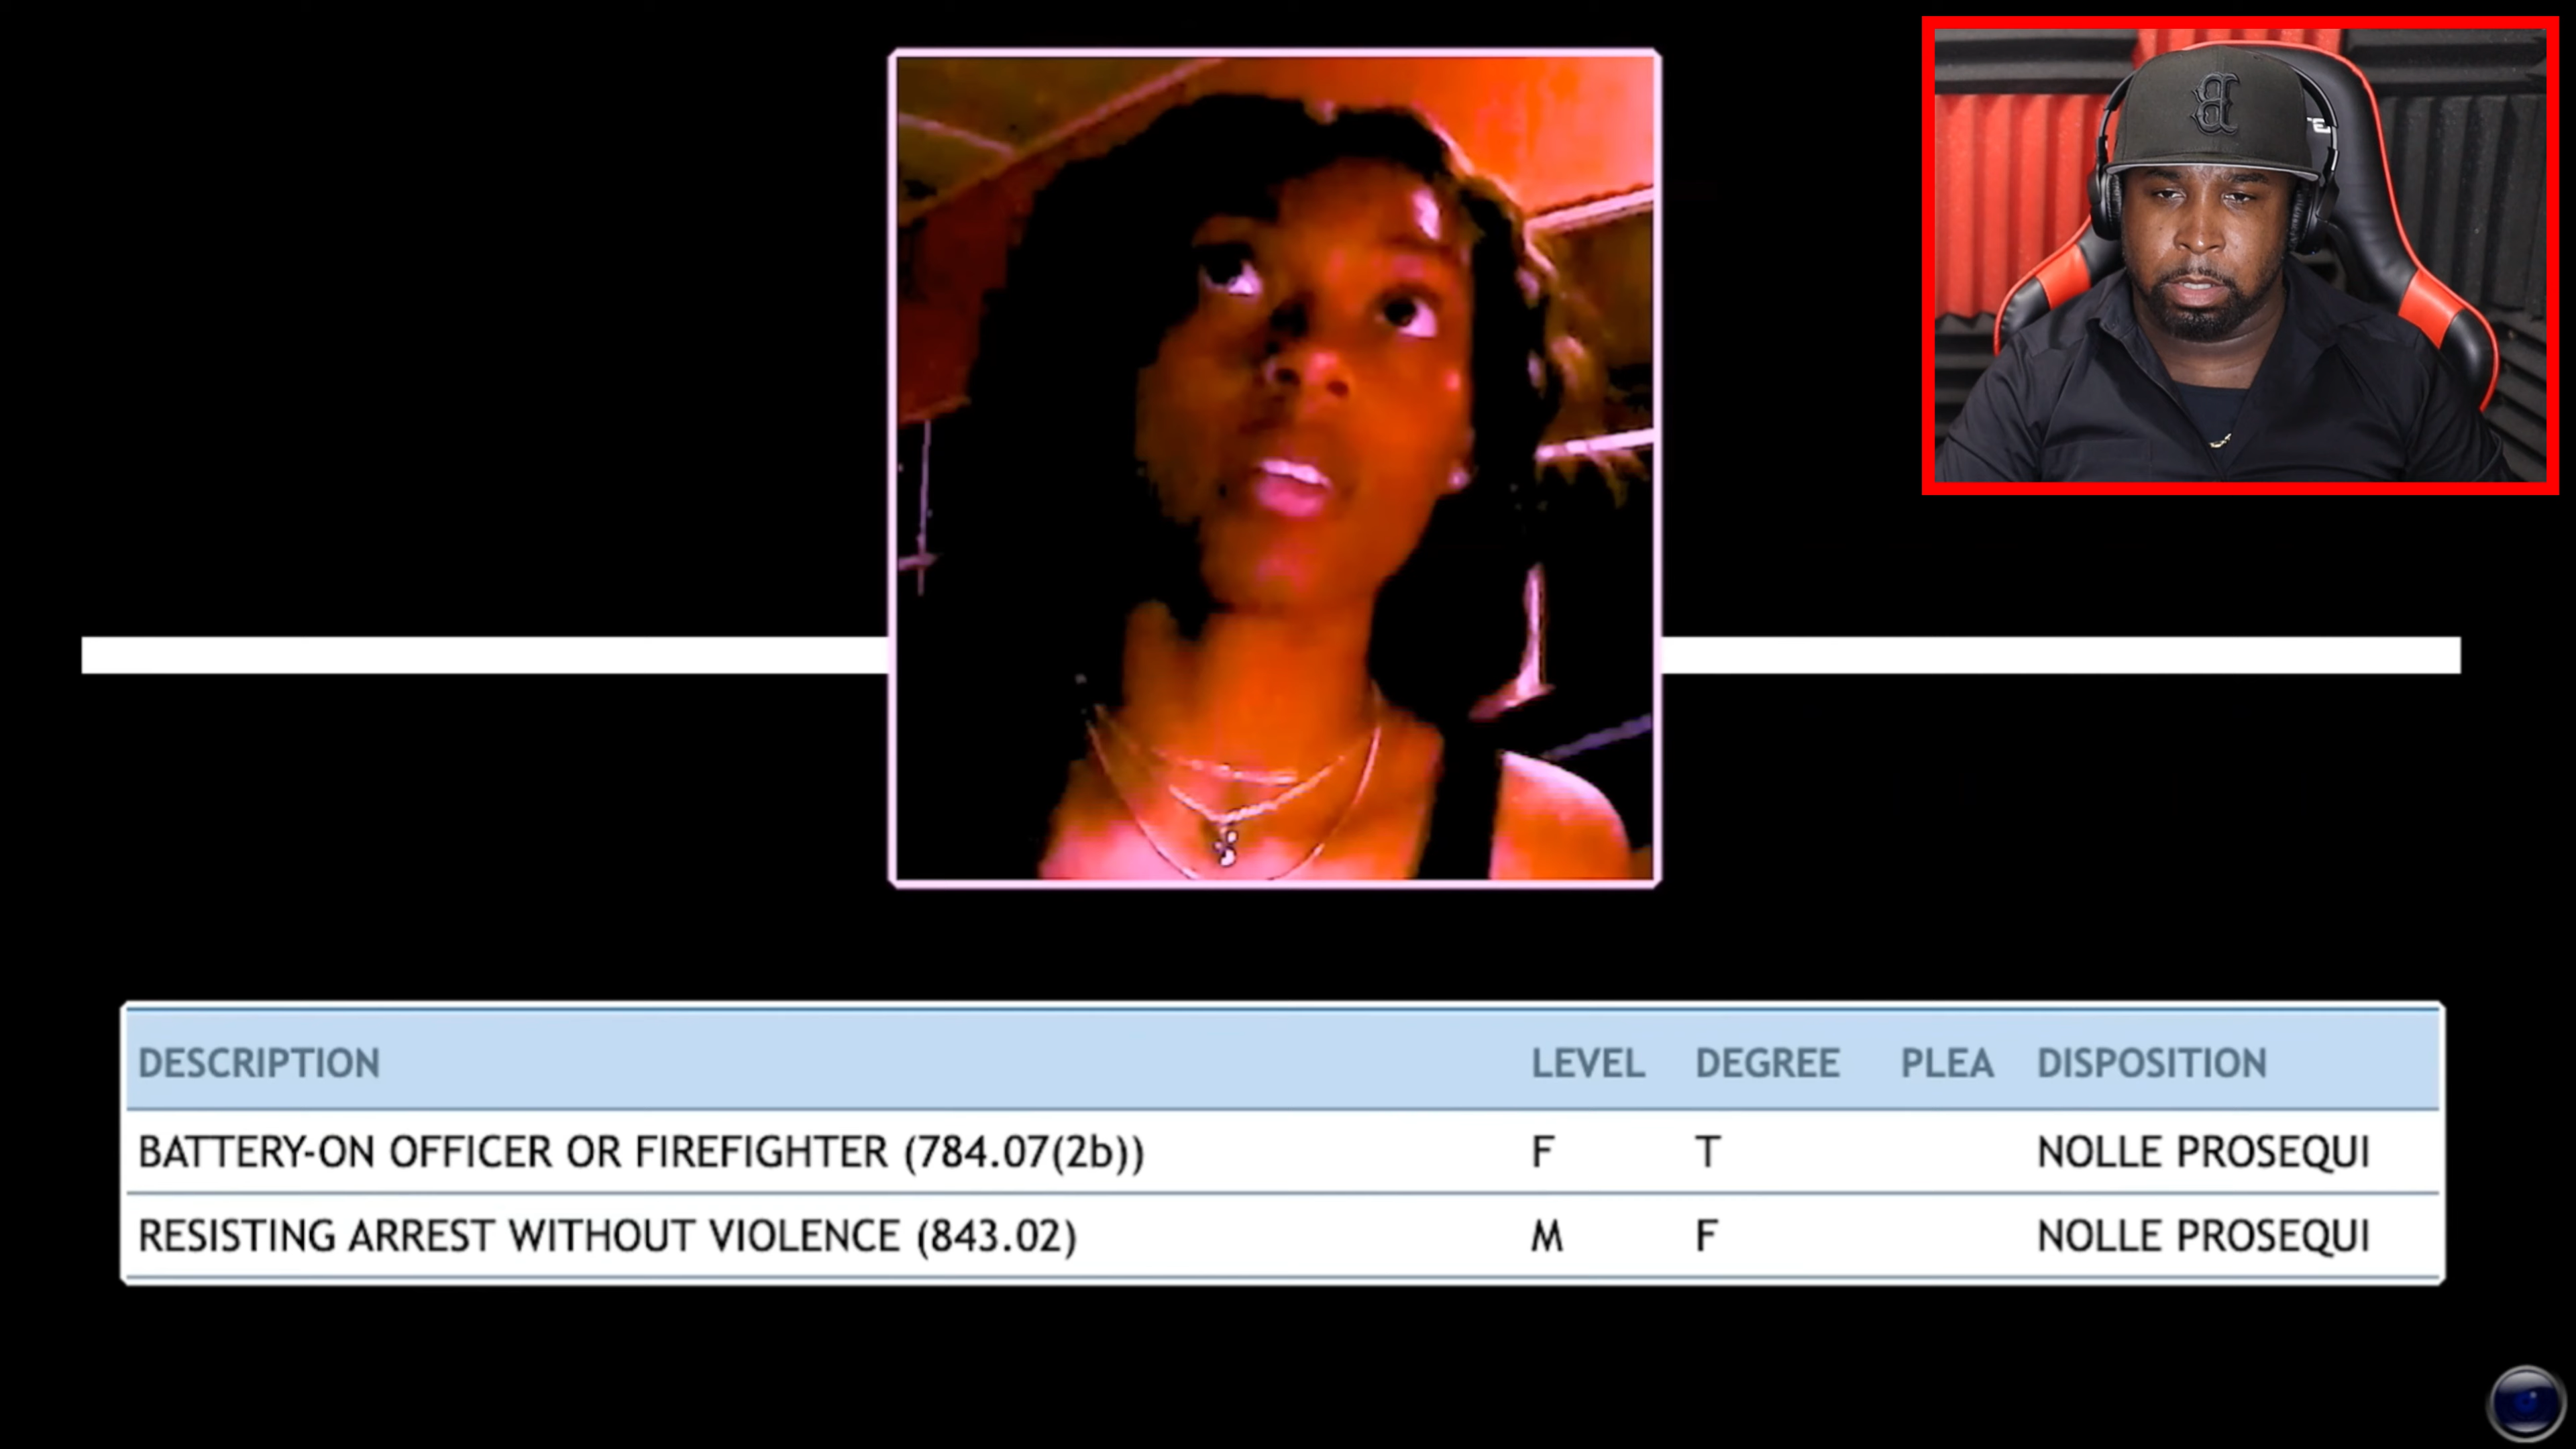 DESCRIPTION LEVEL DEGREE PLEA DISPOSITION
BATTERY-ON OFFICER OR FIREFIGHTER (784.07(2b)) F T NOLLE PROSEQUI
RESISTING ARREST WITHOUT VIOLENCE (843.02) M F NOLLE PROSEQUI